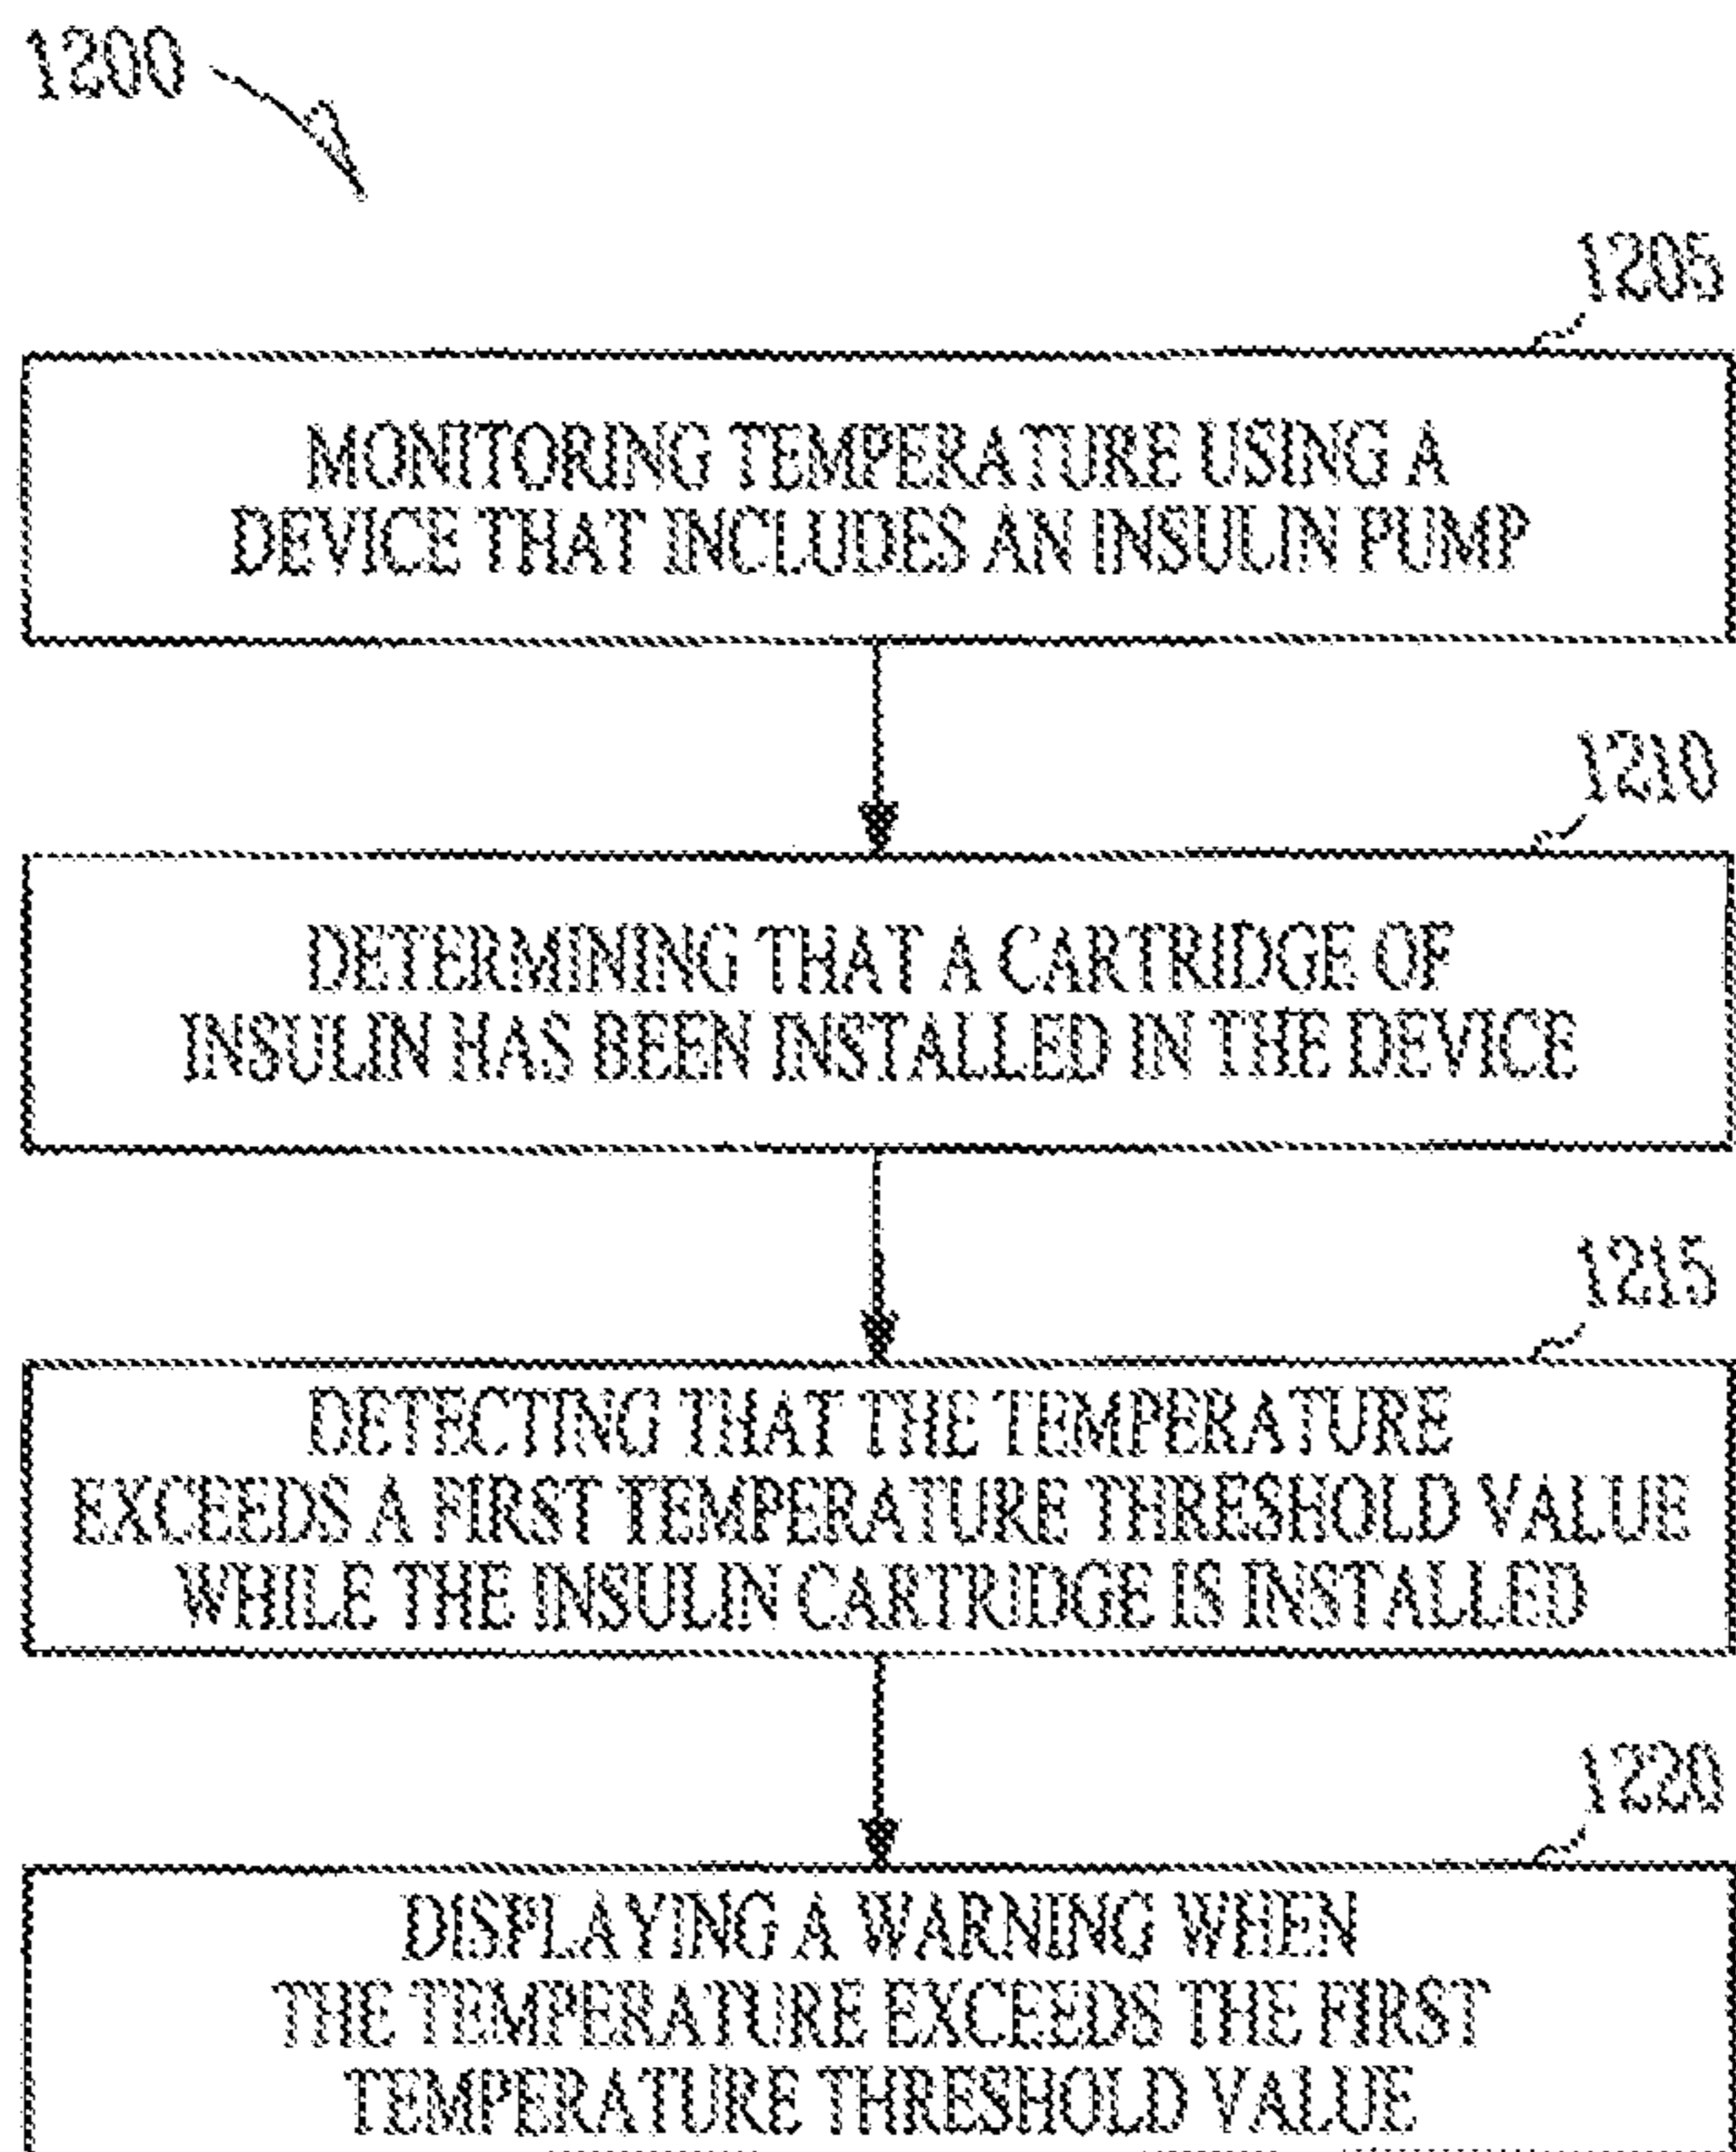 1200
1205
MONITORING TEMPERATURE USING A
DEVICE THAT INCLUDES AN INSULIN PUMP
1210
DETERMINING THAT A CARTRIDGE OF
INSULIN HAS BEEN INSTALLED IN THE DEVICE
1215
DETECTING THAT THE TEMPERATURE
EXCEEDS A FIRST TEMPERATURE THRESHOLD VALUE
WHILE THE INSULIN CARTRIDGE IS INSTALLED
1220
DISPLAYING A WARNING WHEN
THE TEMPERATURE EXCEEDS THE FIRST
TEMPERATURE THRESHOLD VALUE